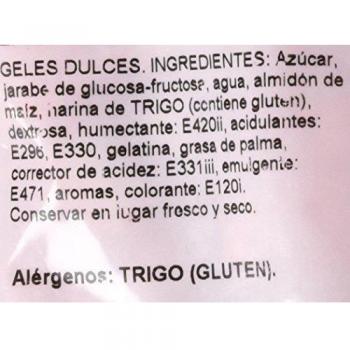 GELES DULCES. INGREDIENTES: Azúcar,
jarabe de glucosa-fructosa, agua, almidón de
maíz, harina de TRIGO (contiene gluten),
dextrosa, humectante: E420ii, acidulantes:
E296, E330, gelatina, grasa de palma,
corrector de acidez: E331iii, emulgente:
E471, aromas, colorante: E120i.
Conservar en lugar fresco y seco.
Alérgenos: TRIGO (GLUTEN).